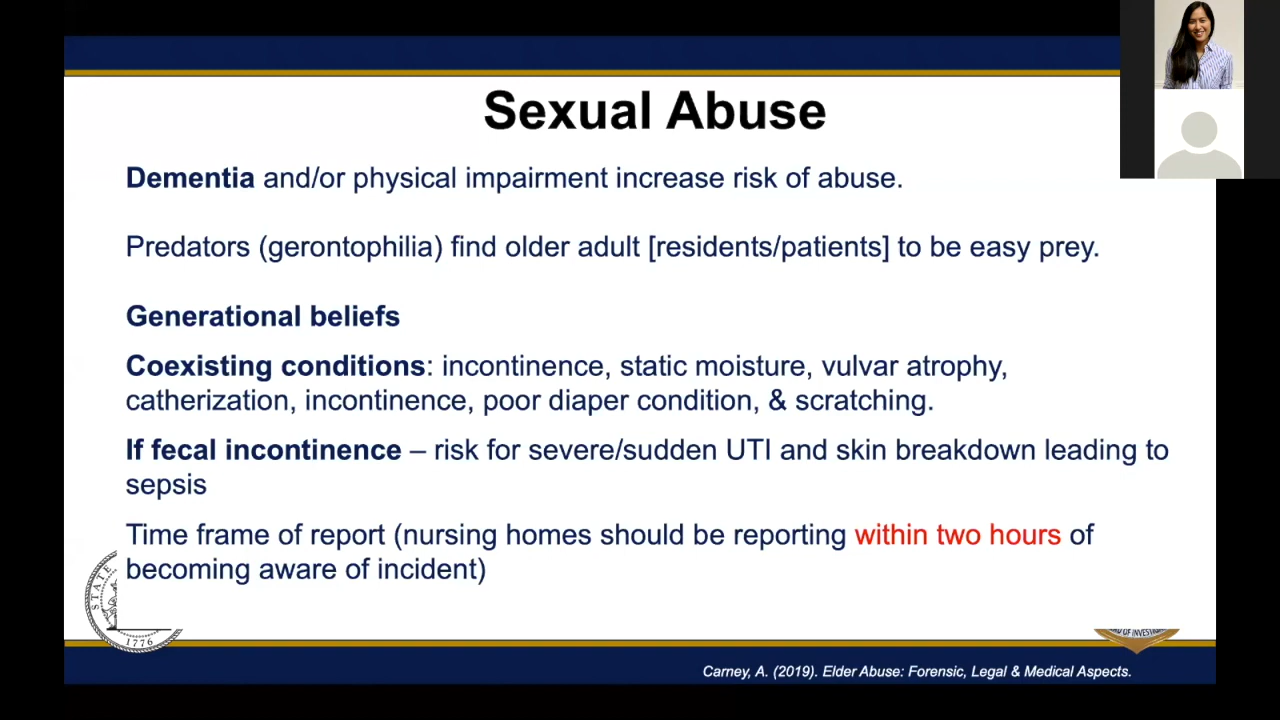 Sexual Abuse
Dementia and/or physical impairment increase risk of abuse.
Predators (gerontophilia) find older adult [residents/patients] to be easy prey.
Generational beliefs
Coexisting conditions: incontinence, static moisture, vulvar atrophy,
catherization, incontinence, poor diaper condition, & scratching.
If fecal incontinence – risk for severe/sudden UTI and skin breakdown leading to
sepsis
Time frame of report (nursing homes should be reporting within two hours of
becoming aware of incident)
STATE
1776
OF
Carney, A. (2019). Elder Abuse: Forensic, Legal & Medical Aspects.